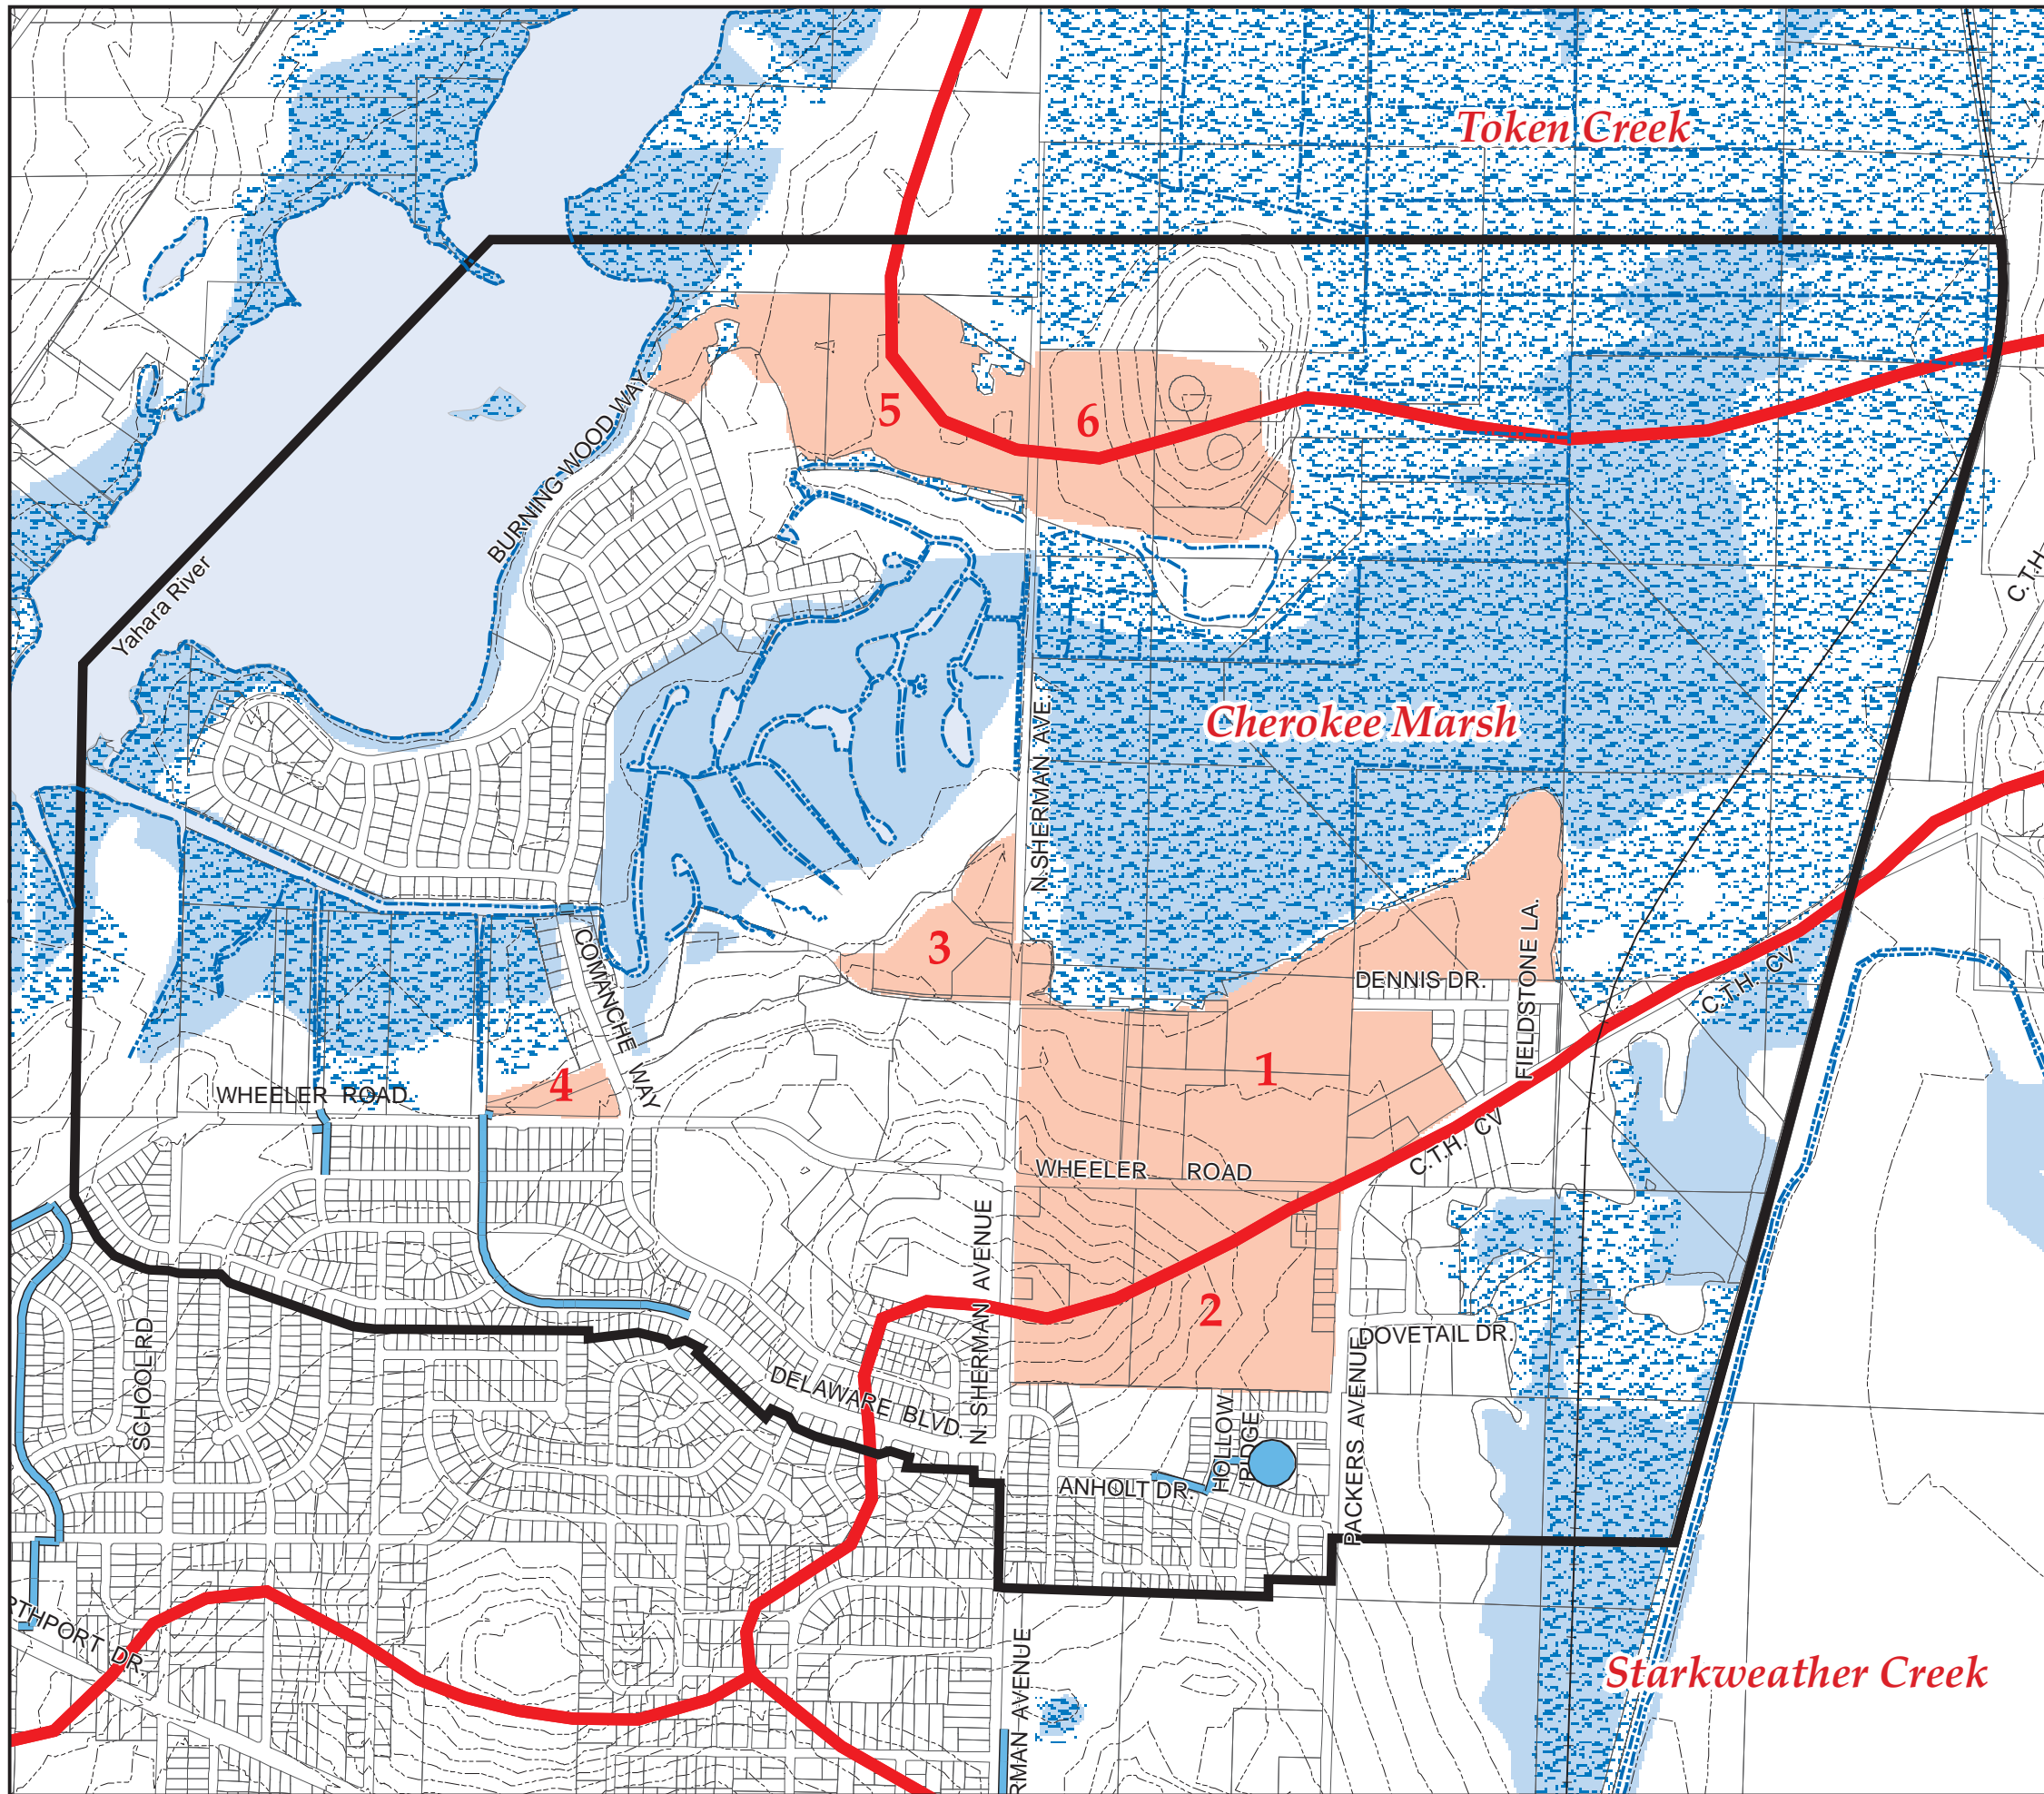 Token Creek
5
6
BURNING WOOD WAY
C.T.H.
Yahara River
N. SHERMAN AVE.
Cherokee Marsh
3
COMANCHE WAY
DENNIS DR.
FIELDSTONE LA.
C.T.H. CV
4
1
WHEELER ROAD
C.T.H. CV
WHEELER ROAD
N. SHERMAN AVENUE
2
SCHOOL RD
DOVETAIL DR.
DELAWARE BLVD.
HOLLOW
RIDGE
PACKERS AVENUE
ANHOLT DR.
RTHPORT DR.
RMAN AVENUE
Starkweather Creek